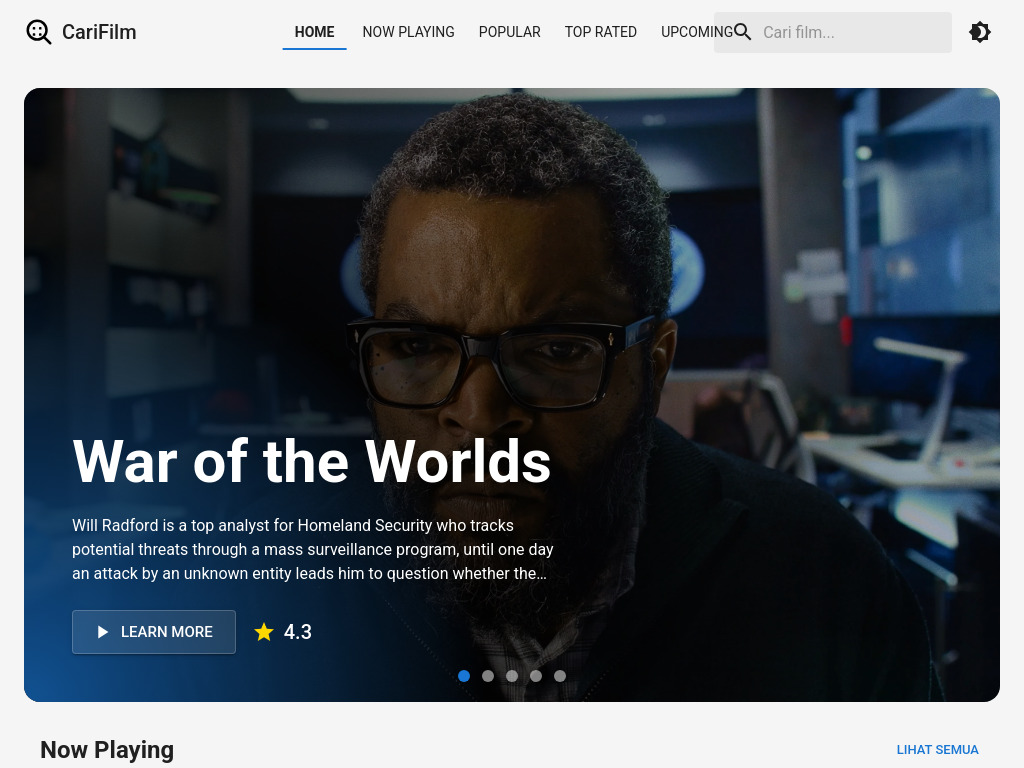 CariFilm
HOME
NOW PLAYING
POPULAR
TOP RATED
UPCOMING
Cari film...
War of the Worlds
Will Radford is a top analyst for Homeland Security who tracks
potential threats through a mass surveillance program, until one day
an attack by an unknown entity leads him to question whether the...
LEARN MORE
4.3
Now Playing
LIHAT SEMUA